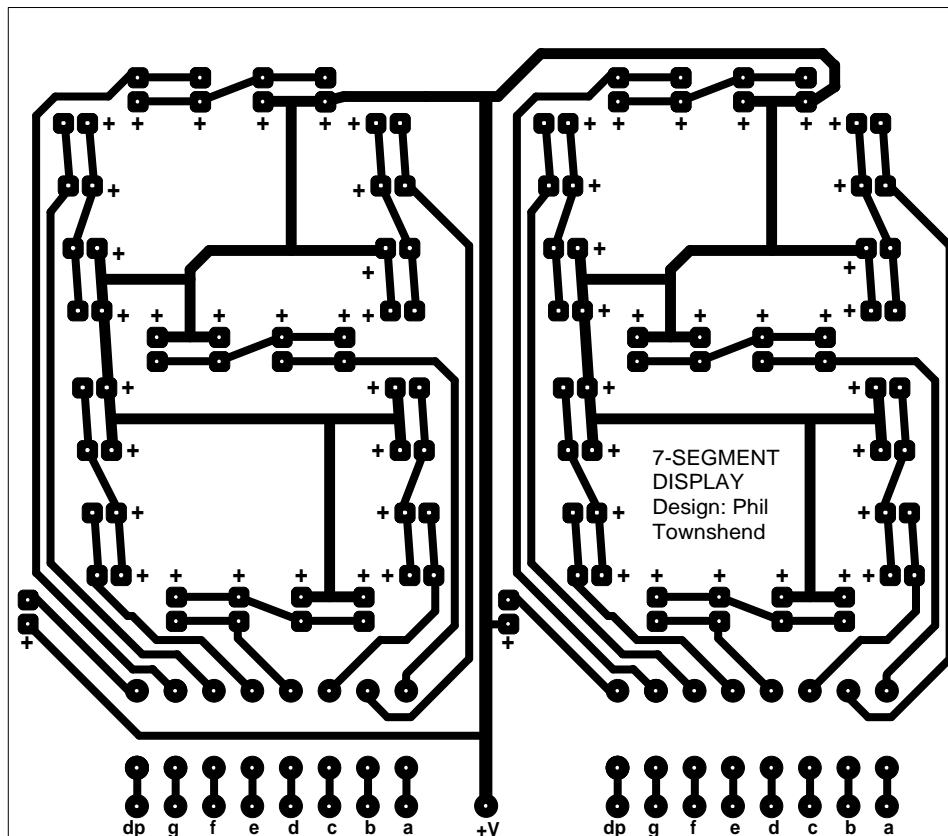 7-SEGMENT
DISPLAY
Design: Phil
Townshend
dp g f e d c b a +V dp g f e d c b a